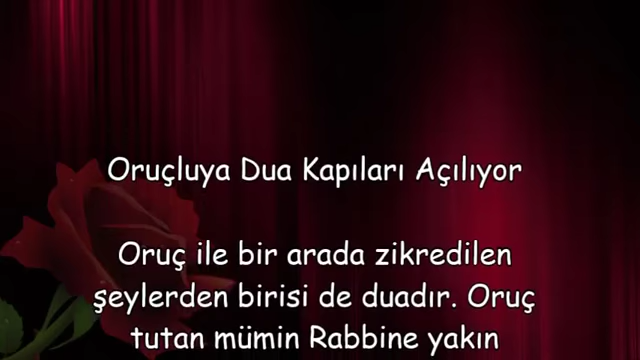 Oruçluya Dua Kapıları Açılıyor
Oruç ile bir arada zikredilen
şeylerden birisi de duadır. Oruç
tutan mümin Rabbine yakın